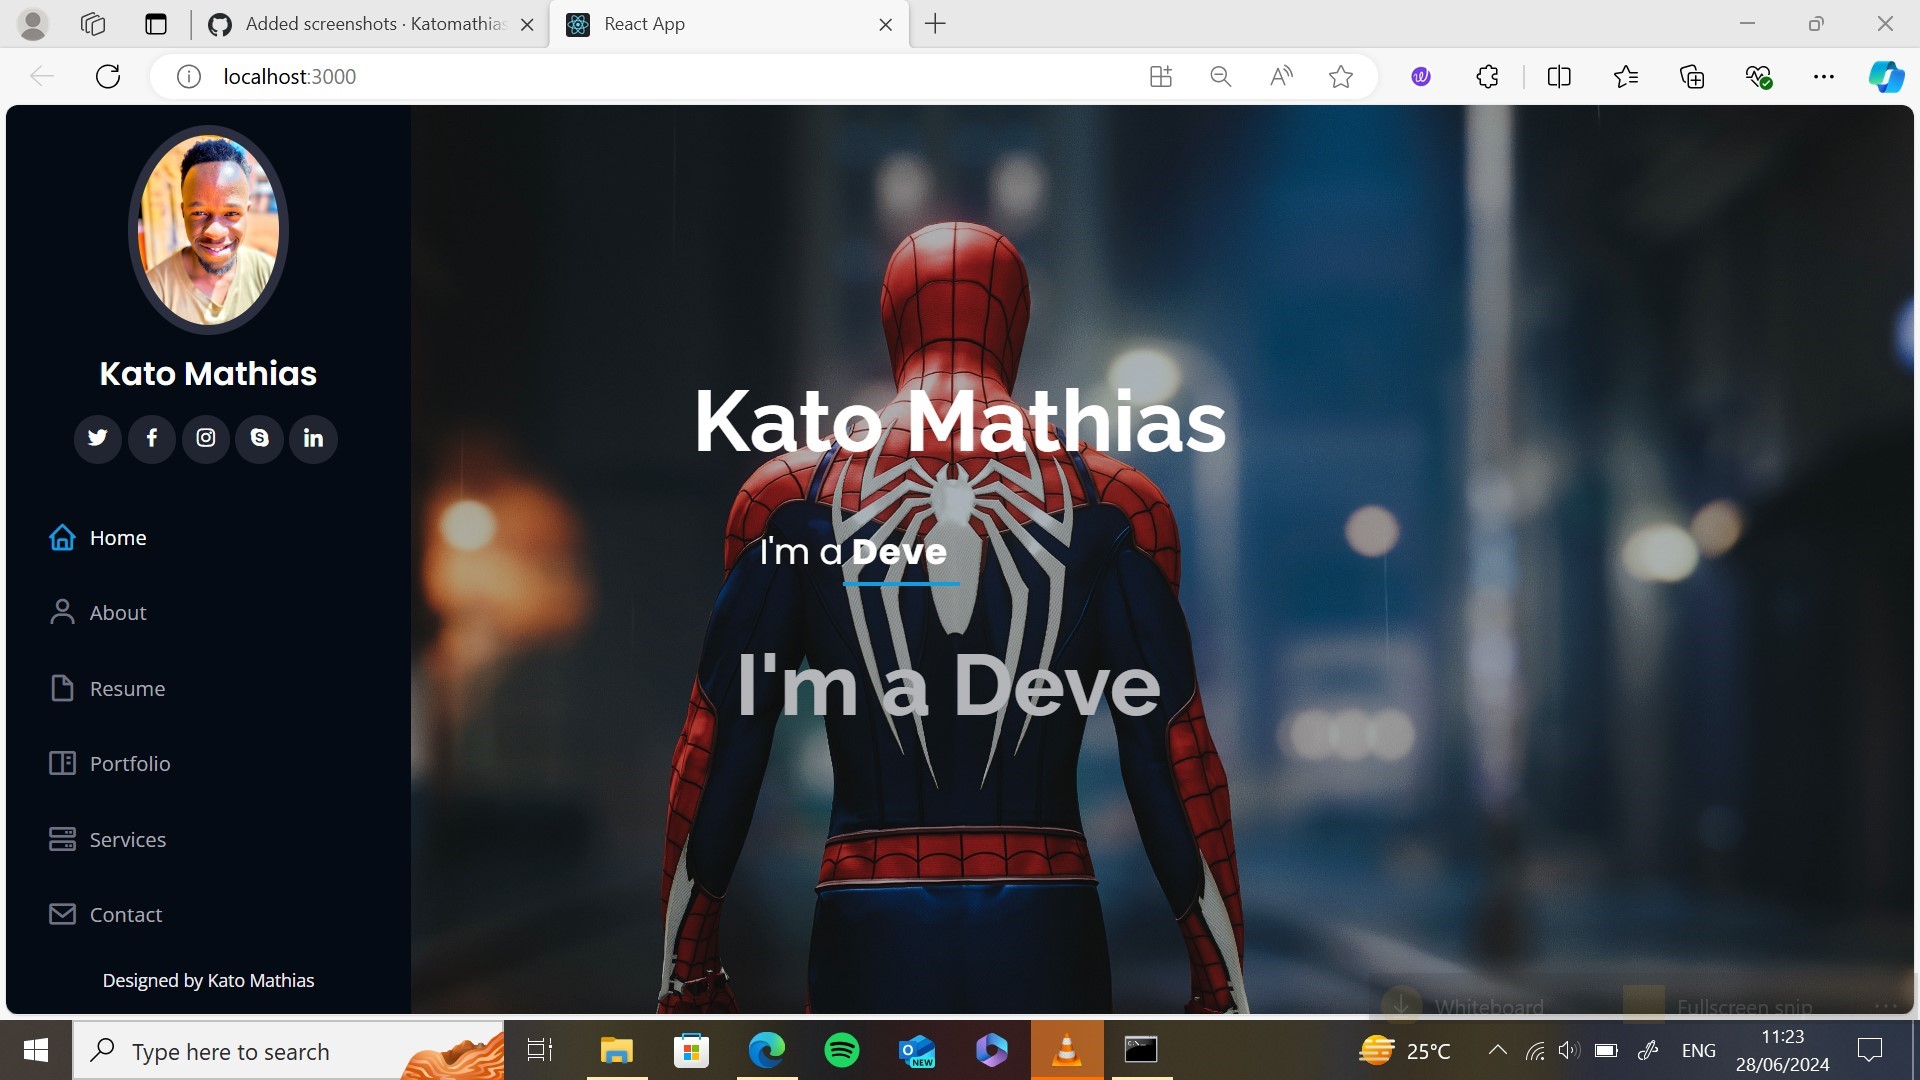 Added screenshots · Katomathias
React App
localhost:3000
Kato Mathias
Home
About
Resume
Portfolio
Services
Contact
Designed by Kato Mathias
Kato Mathias
I'm a Deve
I'm a Deve
Whiteboard
Fullscreen snip
Type here to search
NEW
25°C
ENG
11:23
28/06/2024